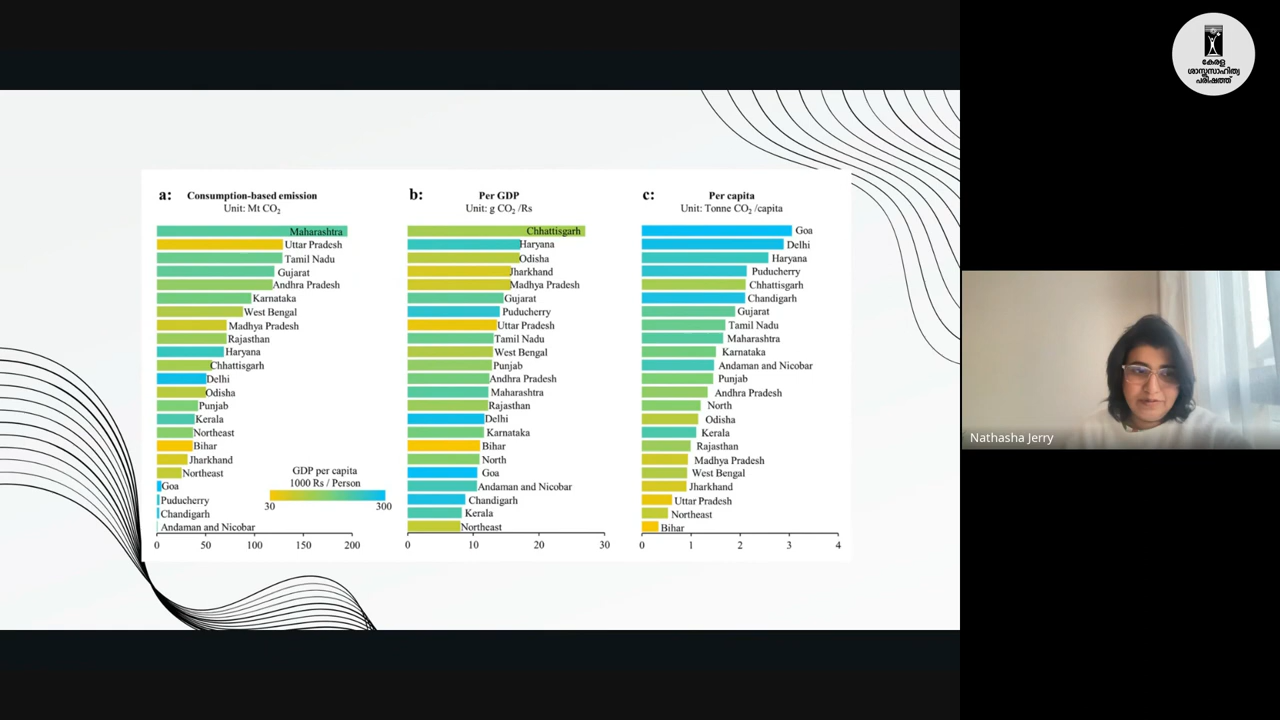 a: Consumption-based emission
Unit: Mt CO2
Maharashtra
Uttar Pradesh
Tamil Nadu
Gujarat
Andhra Pradesh
Karnataka
West Bengal
Madhya Pradesh
Rajasthan
Haryana
Chhattisgarh
Delhi
Odisha
Punjab
Kerala
Northeast
Bihar
Jharkhand
Northeast
Goa
Puducherry
Chandigarh
Andaman and Nicobar
0 50 100 150 200
GDP per capita
1000 Rs / Person
30 300
b: Per GDP
Unit: g CO2 /Rs
Chhattisgarh
Haryana
Odisha
Jharkhand
Madhya Pradesh
Gujarat
Puducherry
Uttar Pradesh
Tamil Nadu
West Bengal
Punjab
Andhra Pradesh
Maharashtra
Rajasthan
Delhi
Karnataka
Bihar
North
Goa
Andaman and Nicobar
Chandigarh
Kerala
Northeast
0 10 20 30
c: Per capita
Unit: Tonne CO2 /capita
Goa
Delhi
Haryana
Puducherry
Chhattisgarh
Chandigarh
Gujarat
Tamil Nadu
Maharashtra
Karnataka
Andaman and Nicobar
Punjab
Andhra Pradesh
North
Odisha
Kerala
Rajasthan
Madhya Pradesh
West Bengal
Jharkhand
Uttar Pradesh
Northeast
Bihar
0 1 2 3 4
കേരള
ശാസ്ത്രസാഹിത്യ
പരിഷത്ത്
Nathasha Jerry